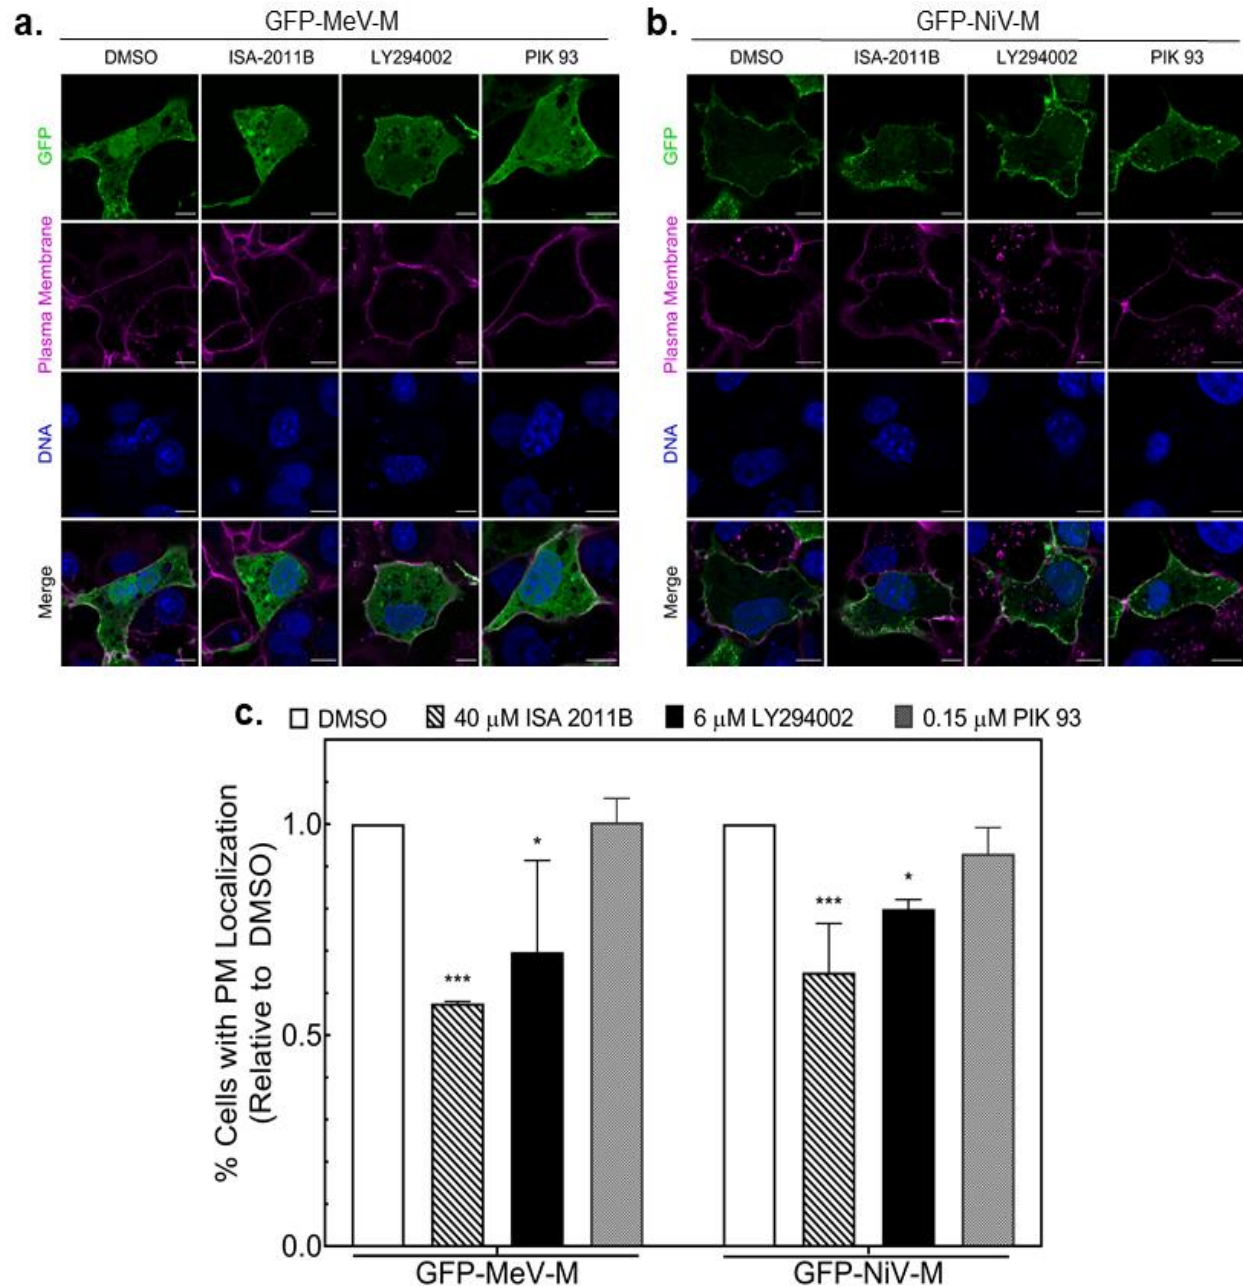 a. GFP-MeV-M
DMSO ISA-2011B LY294002 PIK 93
GFP
Plasma Membrane
DNA
Merge
b. GFP-NiV-M
DMSO ISA-2011B LY294002 PIK 93
GFP
Plasma Membrane
DNA
Merge
c. DMSO 40 μM ISA 2011B 6 μM LY294002 0.15 μM PIK 93
% Cells with PM Localization
(Relative to DMSO)
1.0
0.5
0.0
*** * *** *
GFP-MeV-M GFP-NiV-M